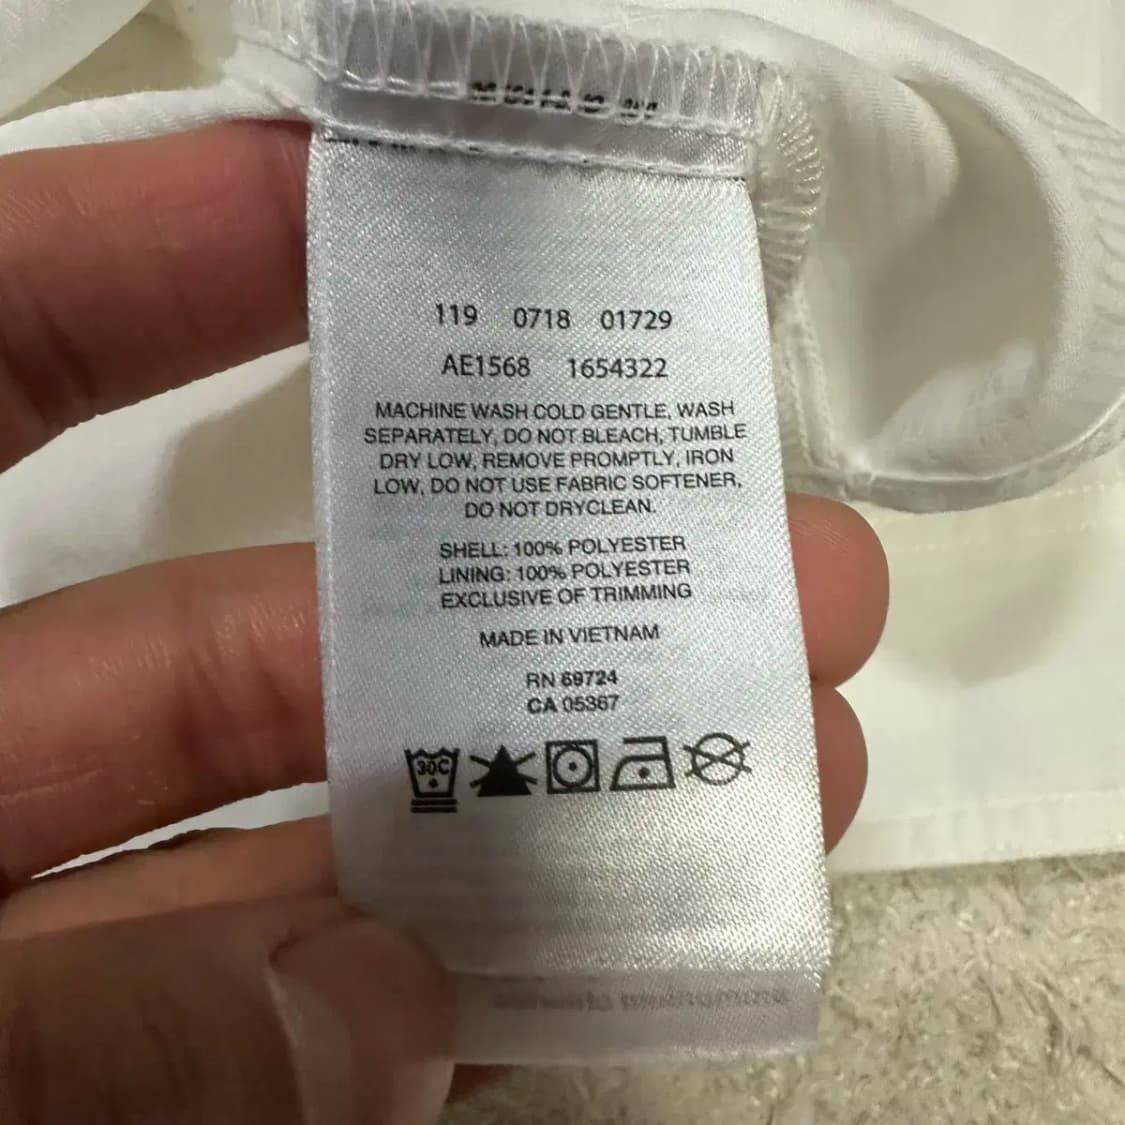 119 0718 01729
AE1568 1654322
MACHINE WASH COLD GENTLE, WASH
SEPARATELY, DO NOT BLEACH, TUMBLE
DRY LOW, REMOVE PROMPTLY, IRON
LOW, DO NOT USE FABRIC SOFTENER,
DO NOT DRYCLEAN.
SHELL: 100% POLYESTER
LINING: 100% POLYESTER
EXCLUSIVE OF TRIMMING
MADE IN VIETNAM
RN 69724
CA 05367
30C